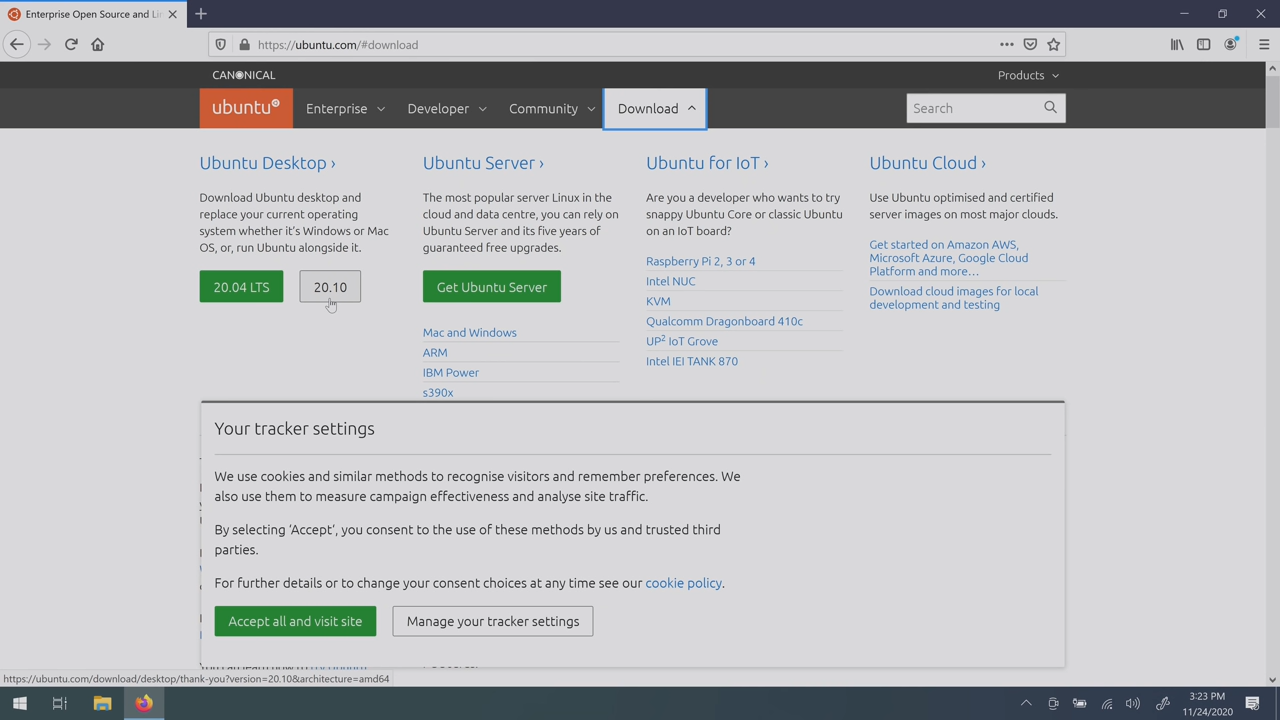 Enterprise Open Source and Li
https://ubuntu.com/#download
CANONICAL
Products
ubuntu
Enterprise
Developer
Community
Download
Search
Ubuntu Desktop ›
Download Ubuntu desktop and
replace your current operating
system whether it's Windows or Mac
OS, or, run Ubuntu alongside it.
20.04 LTS
20.10
Ubuntu Server ›
The most popular server Linux in the
cloud and data centre, you can rely on
Ubuntu Server and its five years of
guaranteed free upgrades.
Get Ubuntu Server
Mac and Windows
ARM
IBM Power
s390x
Ubuntu for IoT ›
Are you a developer who wants to try
snappy Ubuntu Core or classic Ubuntu
on an IoT board?
Raspberry Pi 2, 3 or 4
Intel NUC
KVM
Qualcomm Dragonboard 410c
UP² IoT Grove
Intel IEI TANK 870
Ubuntu Cloud ›
Use Ubuntu optimised and certified
server images on most major clouds.
Get started on Amazon AWS,
Microsoft Azure, Google Cloud
Platform and more…
Download cloud images for local
development and testing
Your tracker settings
We use cookies and similar methods to recognise visitors and remember preferences. We
also use them to measure campaign effectiveness and analyse site traffic.
By selecting 'Accept', you consent to the use of these methods by us and trusted third
parties.
For further details or to change your consent choices at any time see our cookie policy.
Accept all and visit site
Manage your tracker settings
https://ubuntu.com/download/desktop/thank-you?version=20.10&architecture=amd64
3:23 PM
11/24/2020